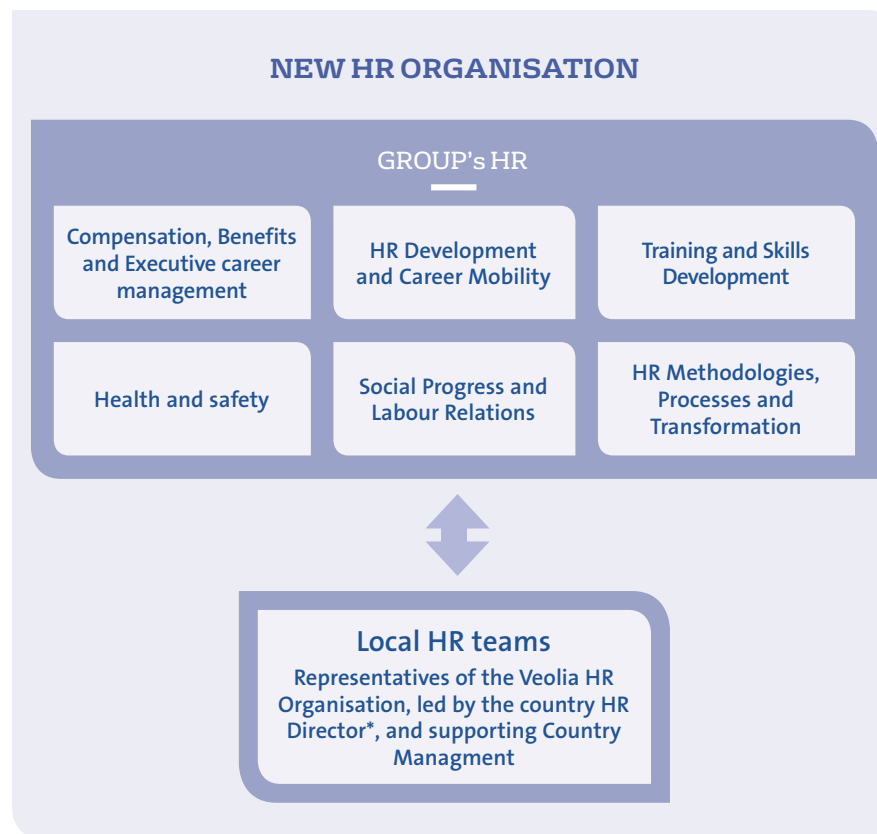 NEW HR ORGANISATION
GROUP's HR
Compensation, Benefits
and Executive career
management
HR Development
and Career Mobility
Training and Skills
Development
Health and safety
Social Progress and
Labour Relations
HR Methodologies,
Processes and
Transformation
Local HR teams
Representatives of the Veolia HR
Organisation, led by the country HR
Director*, and supporting Country
Managment